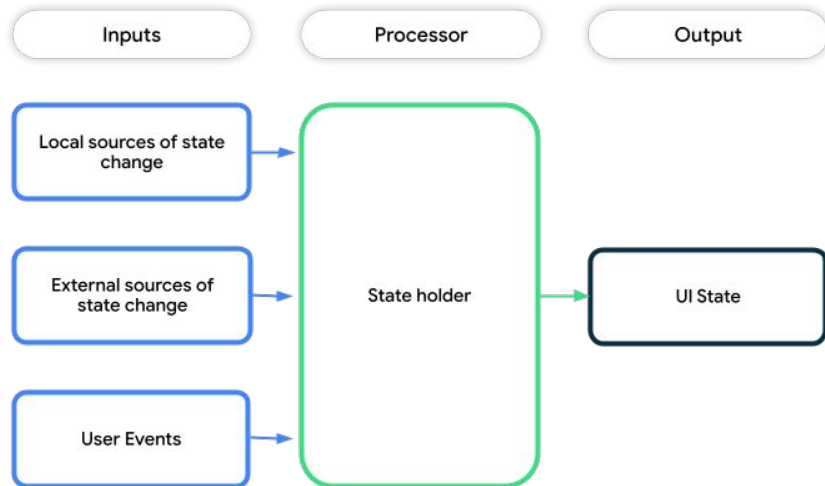 Inputs
Processor
Output
Local sources of state
change
External sources of
state change
State holder
UI State
User Events